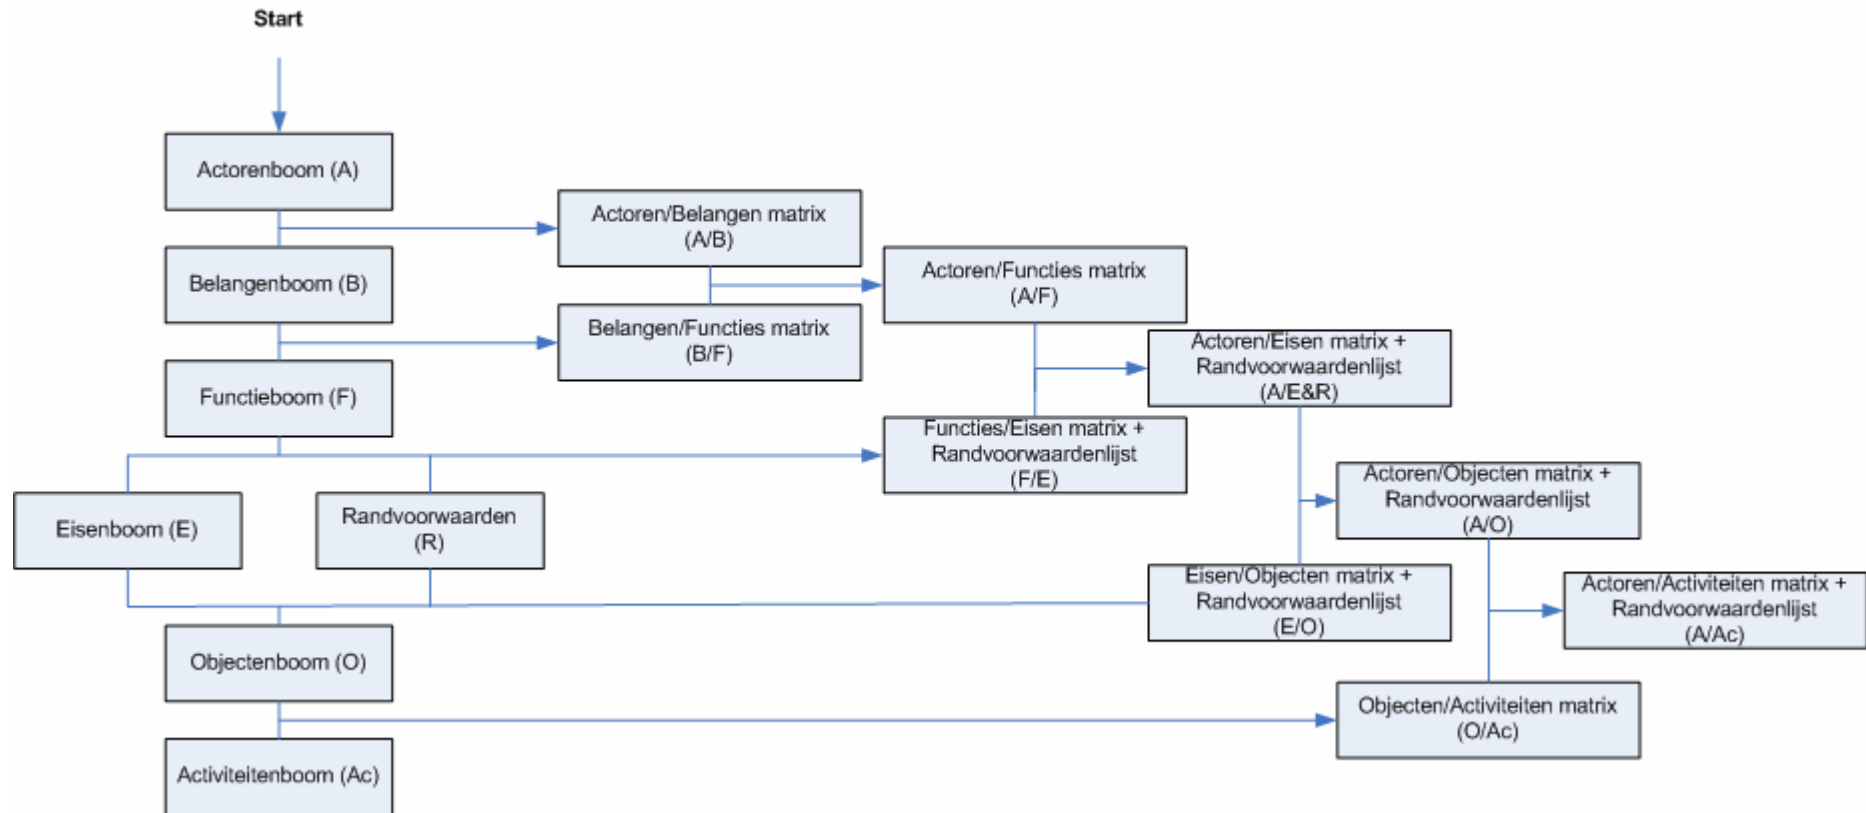 Start
Actorenboom (A)
Actoren/Belangen matrix
(A/B)
Belangenboom (B)
Actoren/Functies matrix
(A/F)
Belangen/Functies matrix
(B/F)
Functieboom (F)
Actoren/Eisen matrix +
Randvoorwaardenlijst
(A/E&R)
Functies/Eisen matrix +
Randvoorwaardenlijst
(F/E)
Eisenboom (E)
Randvoorwaarden
(R)
Actoren/Objecten matrix +
Randvoorwaardenlijst
(A/O)
Eisen/Objecten matrix +
Randvoorwaardenlijst
(E/O)
Actoren/Activiteiten matrix +
Randvoorwaardenlijst
(A/Ac)
Objectenboom (O)
Objecten/Activiteiten matrix
(O/Ac)
Activiteitenboom (Ac)